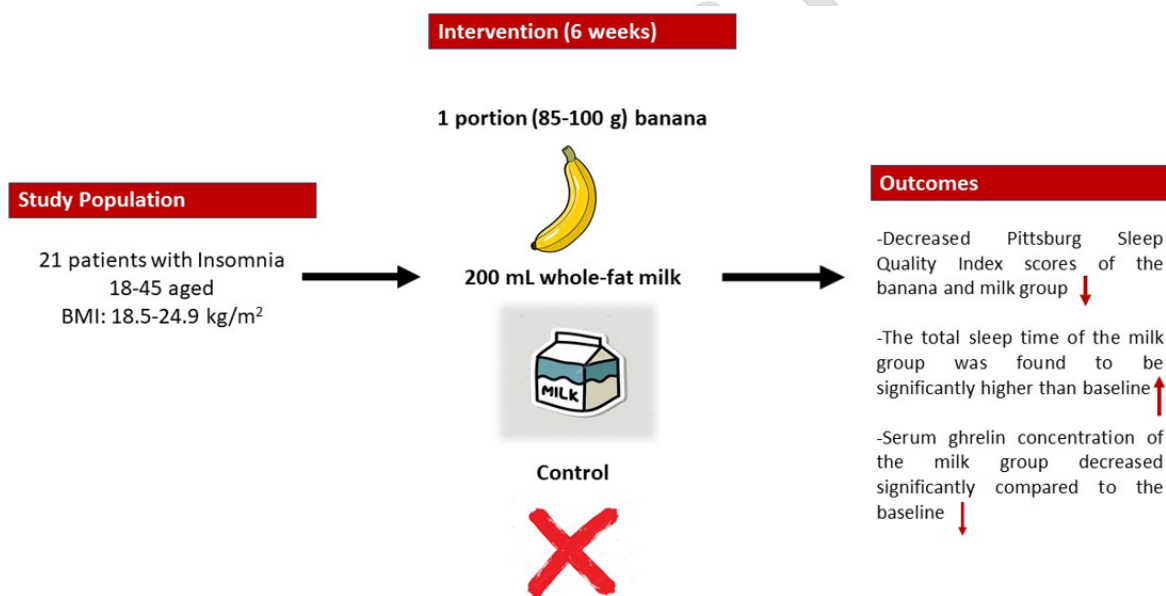 Intervention (6 weeks)
1 portion (85-100 g) banana
Study Population
21 patients with Insomnia
18-45 aged
BMI: 18.5-24.9 kg/m²
200 mL whole-fat milk
MILK
Control
Outcomes
-Decreased Pittsburg Sleep
Quality Index scores of the
banana and milk group
-The total sleep time of the milk
group was found to be
significantly higher than baseline
-Serum ghrelin concentration of
the milk group decreased
significantly compared to the
baseline